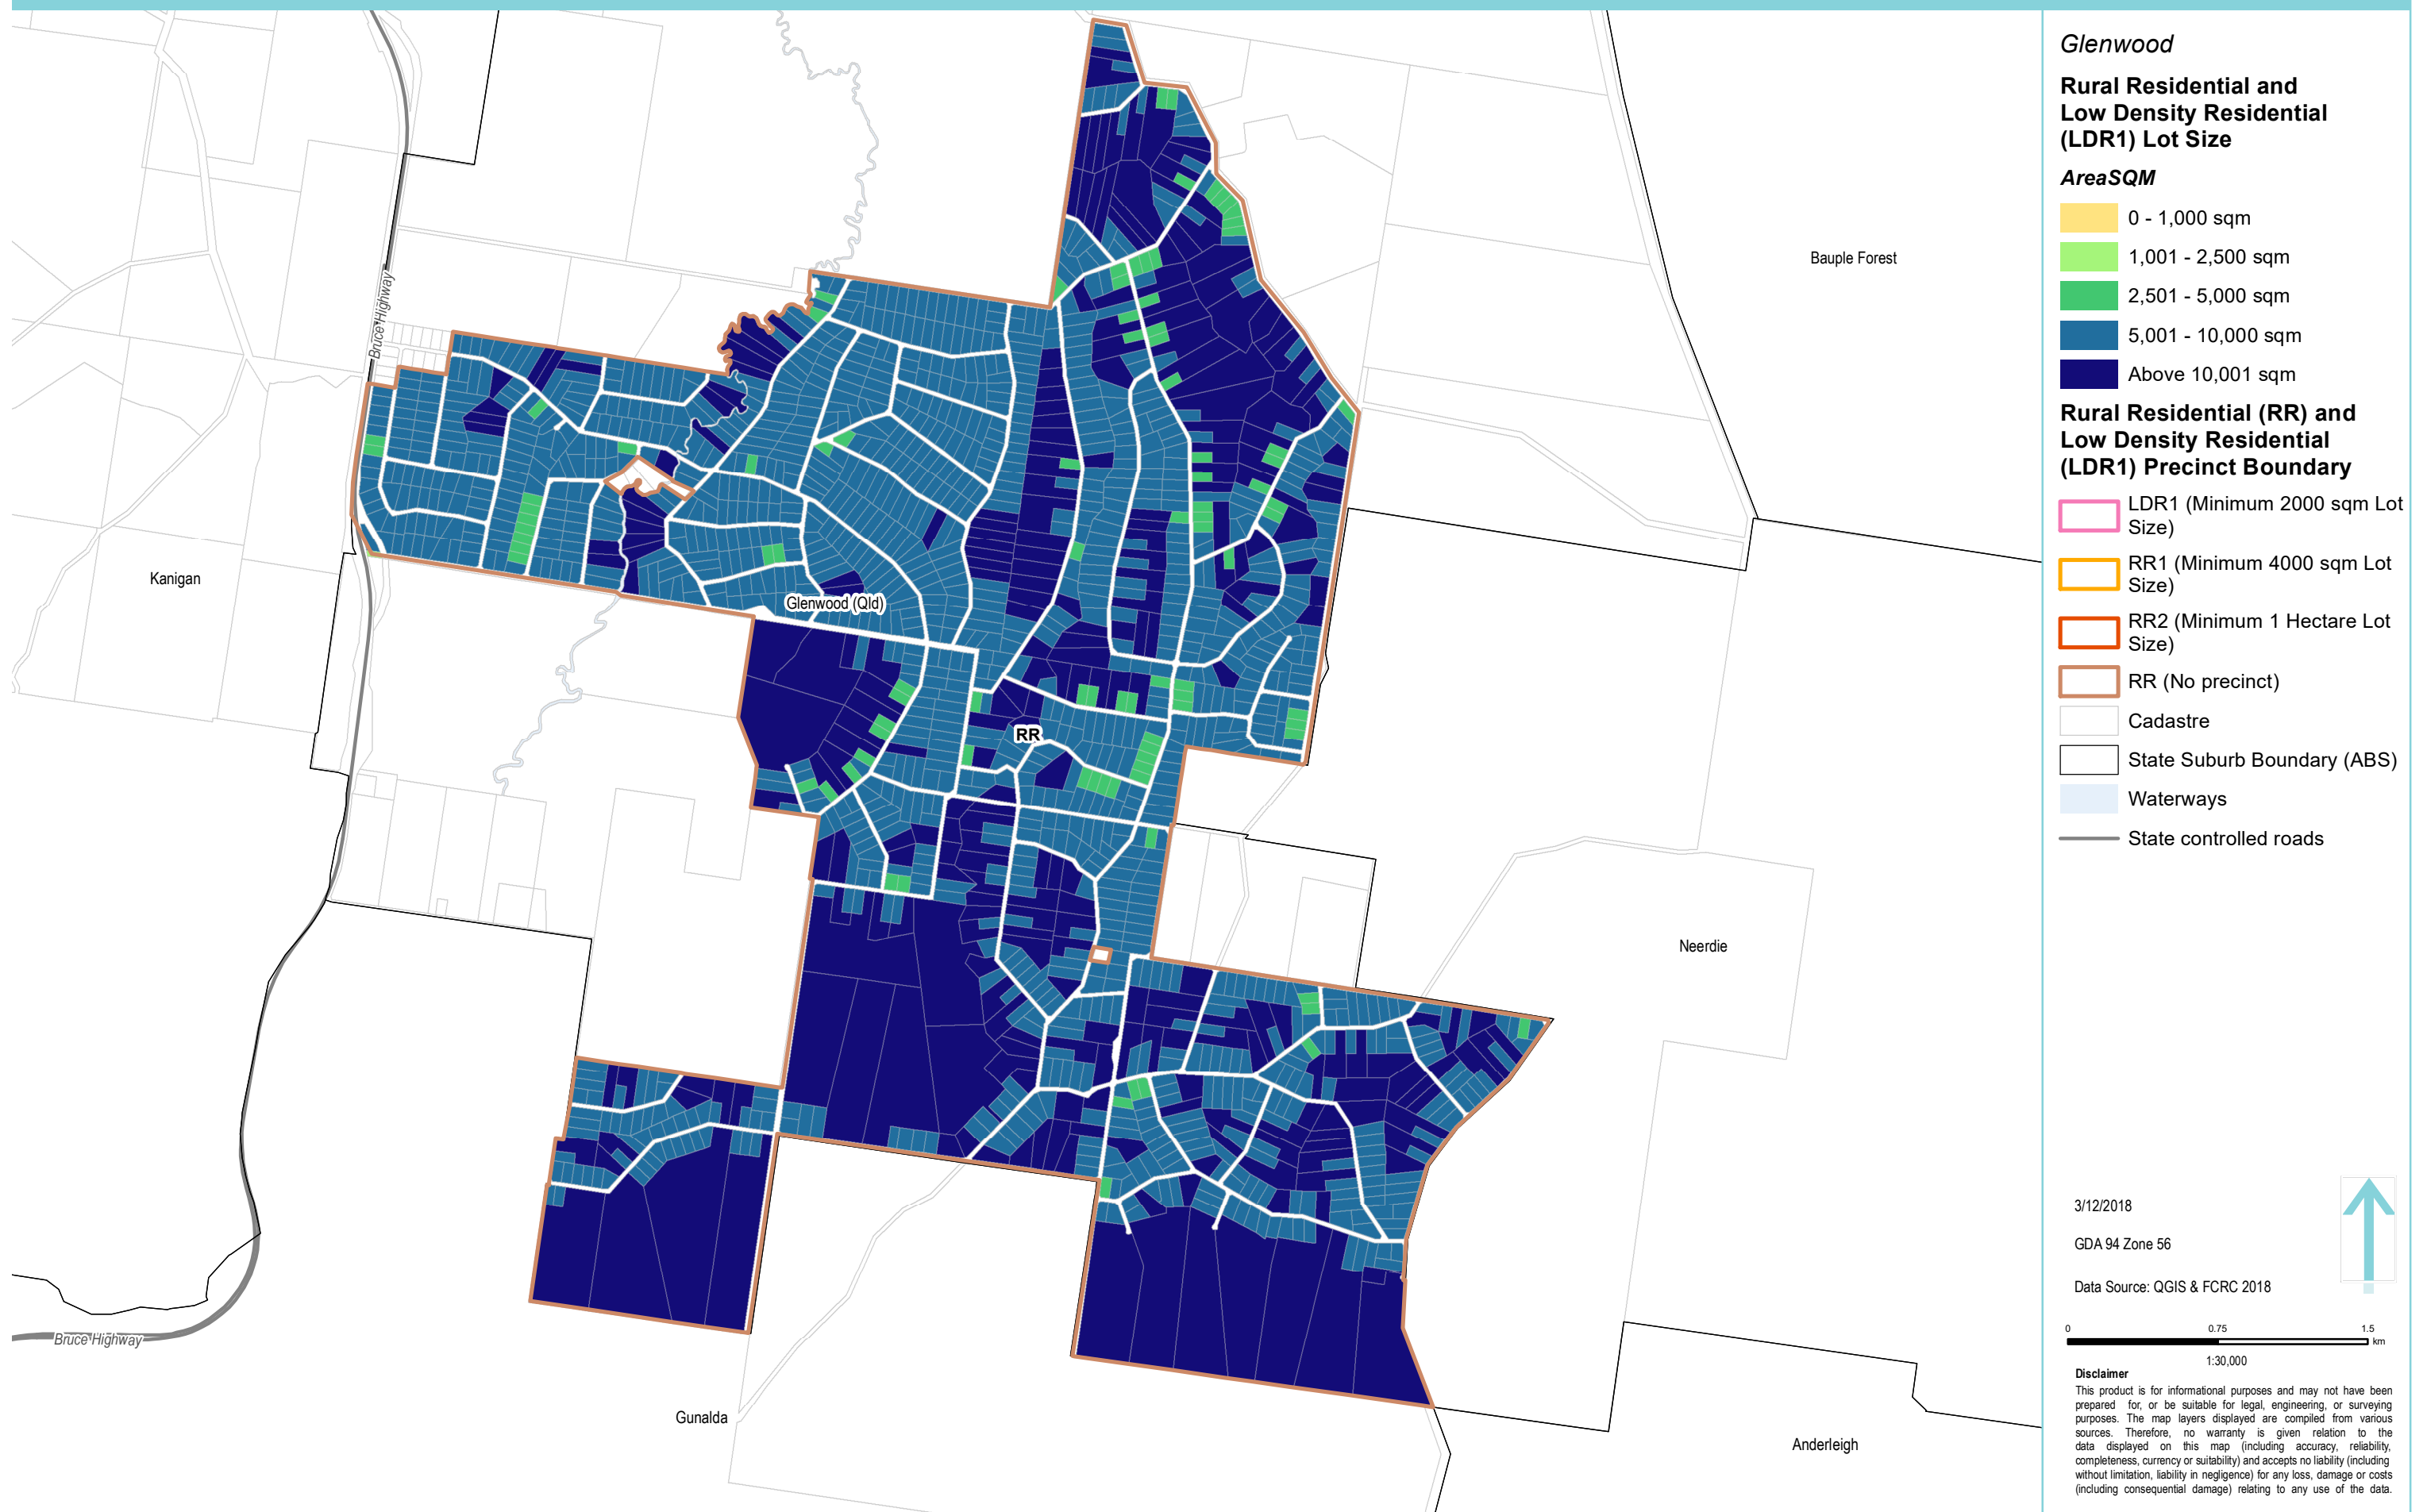 Glenwood
Rural Residential and
Low Density Residential
(LDR1) Lot Size
AreaSQM
0 - 1,000 sqm
1,001 - 2,500 sqm
2,501 - 5,000 sqm
5,001 - 10,000 sqm
Above 10,001 sqm
Rural Residential (RR) and
Low Density Residential
(LDR1) Precinct Boundary
LDR1 (Minimum 2000 sqm Lot
Size)
RR1 (Minimum 4000 sqm Lot
Size)
RR2 (Minimum 1 Hectare Lot
Size)
RR (No precinct)
Cadastre
State Suburb Boundary (ABS)
Waterways
State controlled roads
Bauple Forest
Bruce Highway
Kanigan
Glenwood (Qld)
RR
Neerdie
Bruce Highway
Gunalda
Anderleigh
3/12/2018
GDA 94 Zone 56
Data Source: QGIS & FCRC 2018
0 0.75 1.5
km
1:30,000
Disclaimer
This product is for informational purposes and may not have been
prepared for, or be suitable for legal, engineering, or surveying
purposes. The map layers displayed are compiled from various
sources. Therefore, no warranty is given relation to the
data displayed on this map (including accuracy, reliability,
completeness, currency or suitability) and accepts no liability (including
without limitation, liability in negligence) for any loss, damage or costs
(including consequential damage) relating to any use of the data.